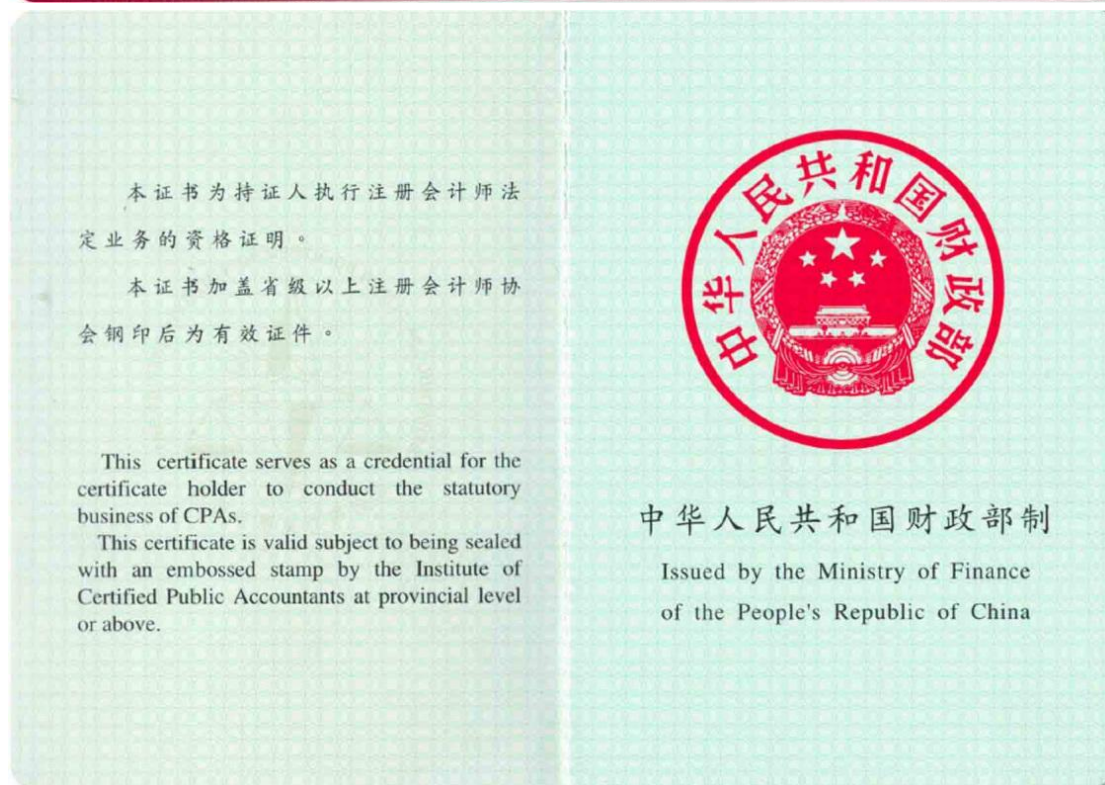 本证书为持证人执行注册会计师法
定业务的资格证明。
本证书加盖省级以上注册会计师协
会钢印后为有效证件。
This certificate serves as a credential for the
certificate holder to conduct the statutory
business of CPAs.
This certificate is valid subject to being sealed
with an embossed stamp by the Institute of
Certified Public Accountants at provincial level
or above.
中华人民共和国财政部
中华人民共和国财政部制
Issued by the Ministry of Finance
of the People's Republic of China